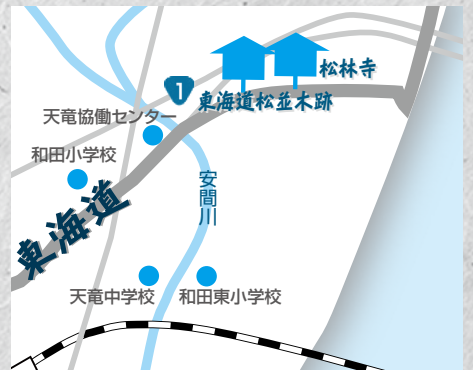 松林寺
1
東海道松並木跡
天竜協働センター
和田小学校
安間川
東海道
天竜中学校
和田東小学校